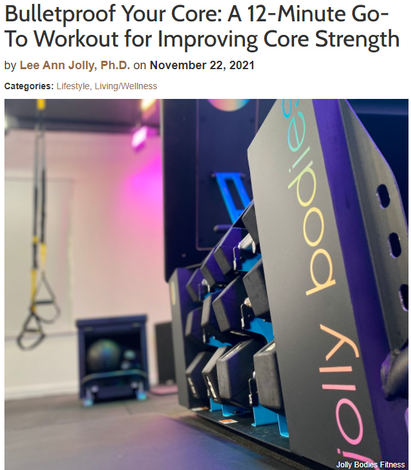 Bulletproof Your Core: A 12-Minute Go-
To Workout for Improving Core Strength
by Lee Ann Jolly, Ph.D. on November 22, 2021
Categories: Lifestyle, Living/Wellness
jolly bodies
Jolly Bodies Fitness